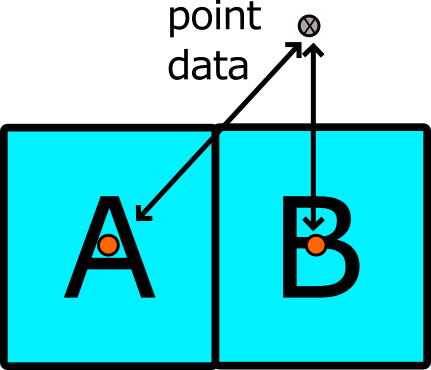 point
x
data
A B